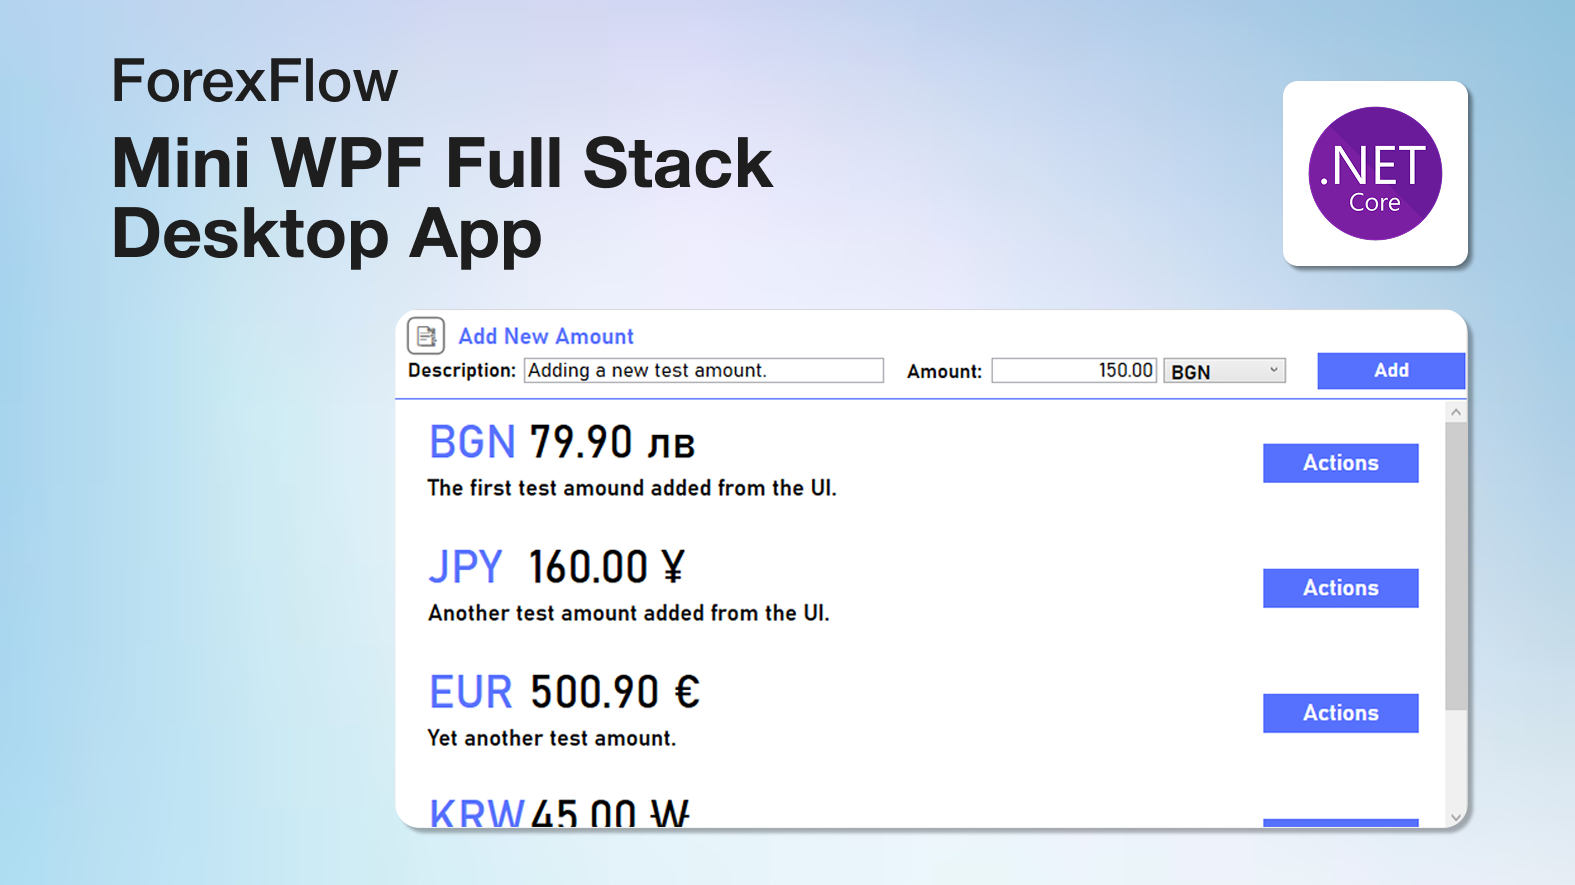 ForexFlow
Mini WPF Full Stack
Desktop App
.NET
Core
Add New Amount
Description: Adding a new test amount. Amount: 150.00 BGN Add
BGN 79.90 лв
Actions
The first test amound added from the UI.
JPY 160.00 ¥
Actions
Another test amount added from the UI.
EUR 500.90 €
Actions
Yet another test amount.
KRW 45.00 ₩